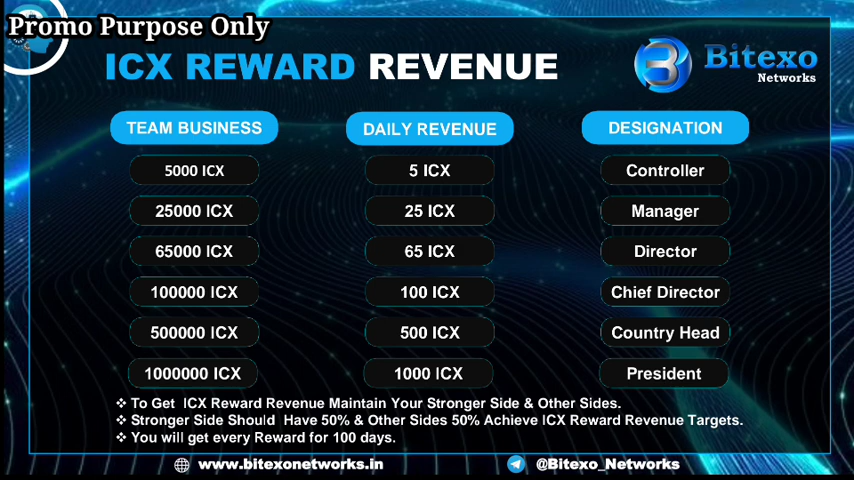 Promo Purpose Only
ICX REWARD REVENUE
Bitexo
Networks
TEAM BUSINESS DAILY REVENUE DESIGNATION
5000 ICX 5 ICX Controller
25000 ICX 25 ICX Manager
65000 ICX 65 ICX Director
100000 ICX 100 ICX Chief Director
500000 ICX 500 ICX Country Head
1000000 ICX 1000 ICX President
❖ To Get ICX Reward Revenue Maintain Your Stronger Side & Other Sides.
❖ Stronger Side Should Have 50% & Other Sides 50% Achieve ICX Reward Revenue Targets.
❖ You will get every Reward for 100 days.
www.bitexonetworks.in @Bitexo_Networks